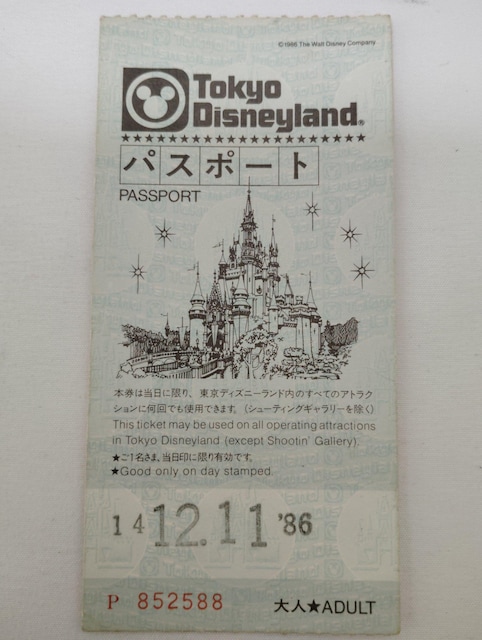 ©1986 The Walt Disney Company
Tokyo
Disneyland®
★★★★★★★★★★★★★★★★★★★★
パスポート
PASSPORT
本券は当日に限り、東京ディズニーランド内のすべてのアトラ
クションに何回でも使用できます。（シューティングギャラリーを除く）
This ticket may be used on all operating attractions
in Tokyo Disneyland (except Shootin' Gallery).
★ご1名さま、当日印に限り有効です。
★Good only on day stamped.
14 12.11 '86
P 852588
大人★ADULT